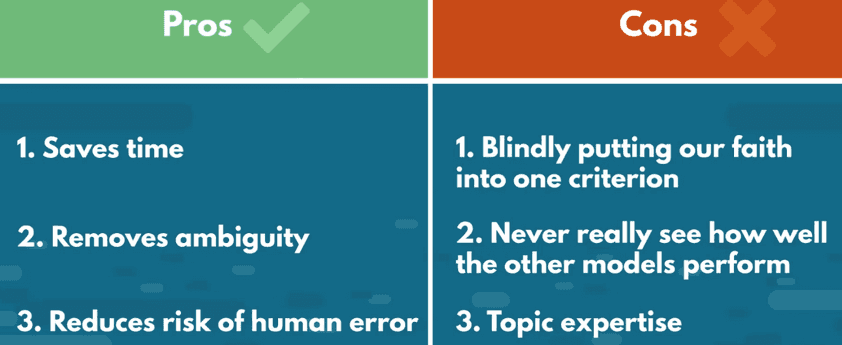 Pros
Cons
1. Saves time
2. Removes ambiguity
3. Reduces risk of human error
1. Blindly putting our faith
into one criterion
2. Never really see how well
the other models perform
3. Topic expertise